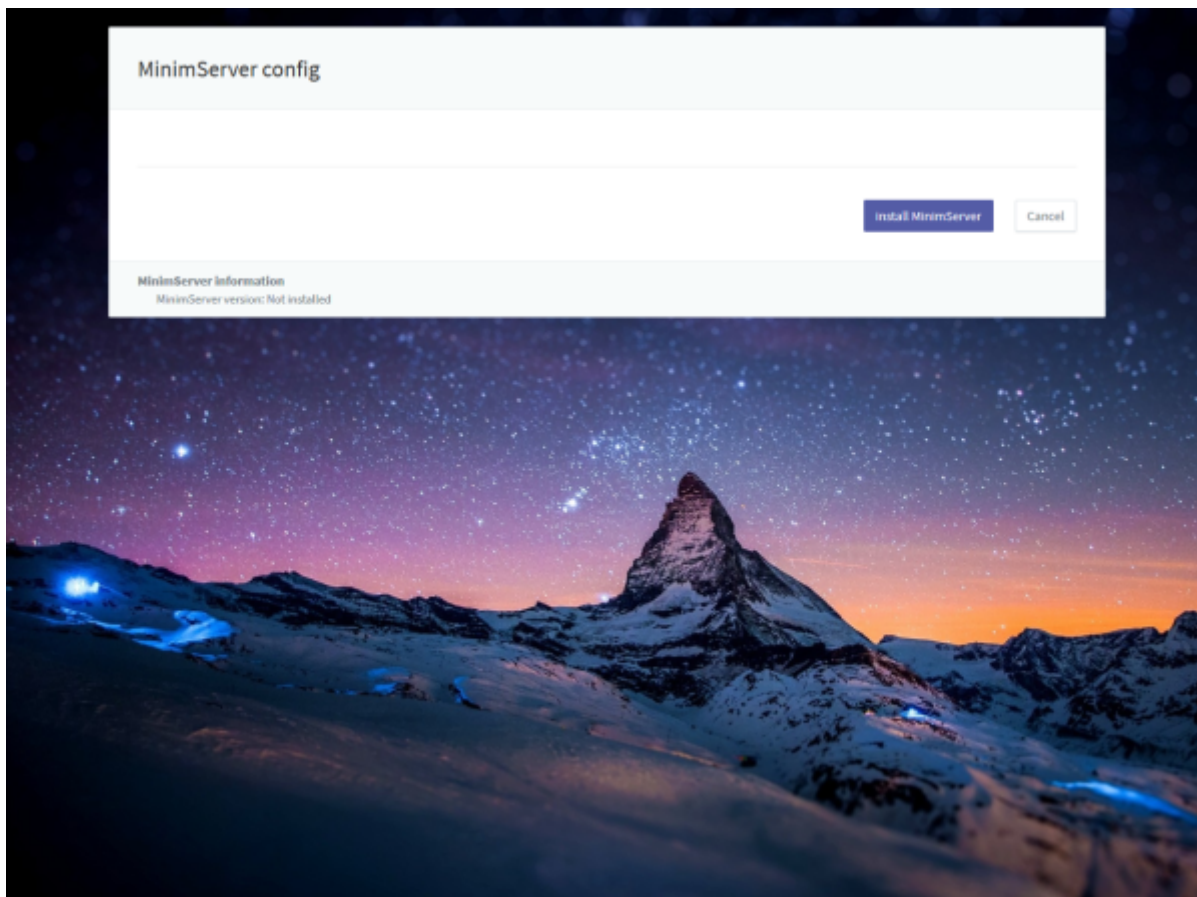 MinimServer config
Install MinimServer
Cancel
MinimServer information
MinimServer version: Not installed